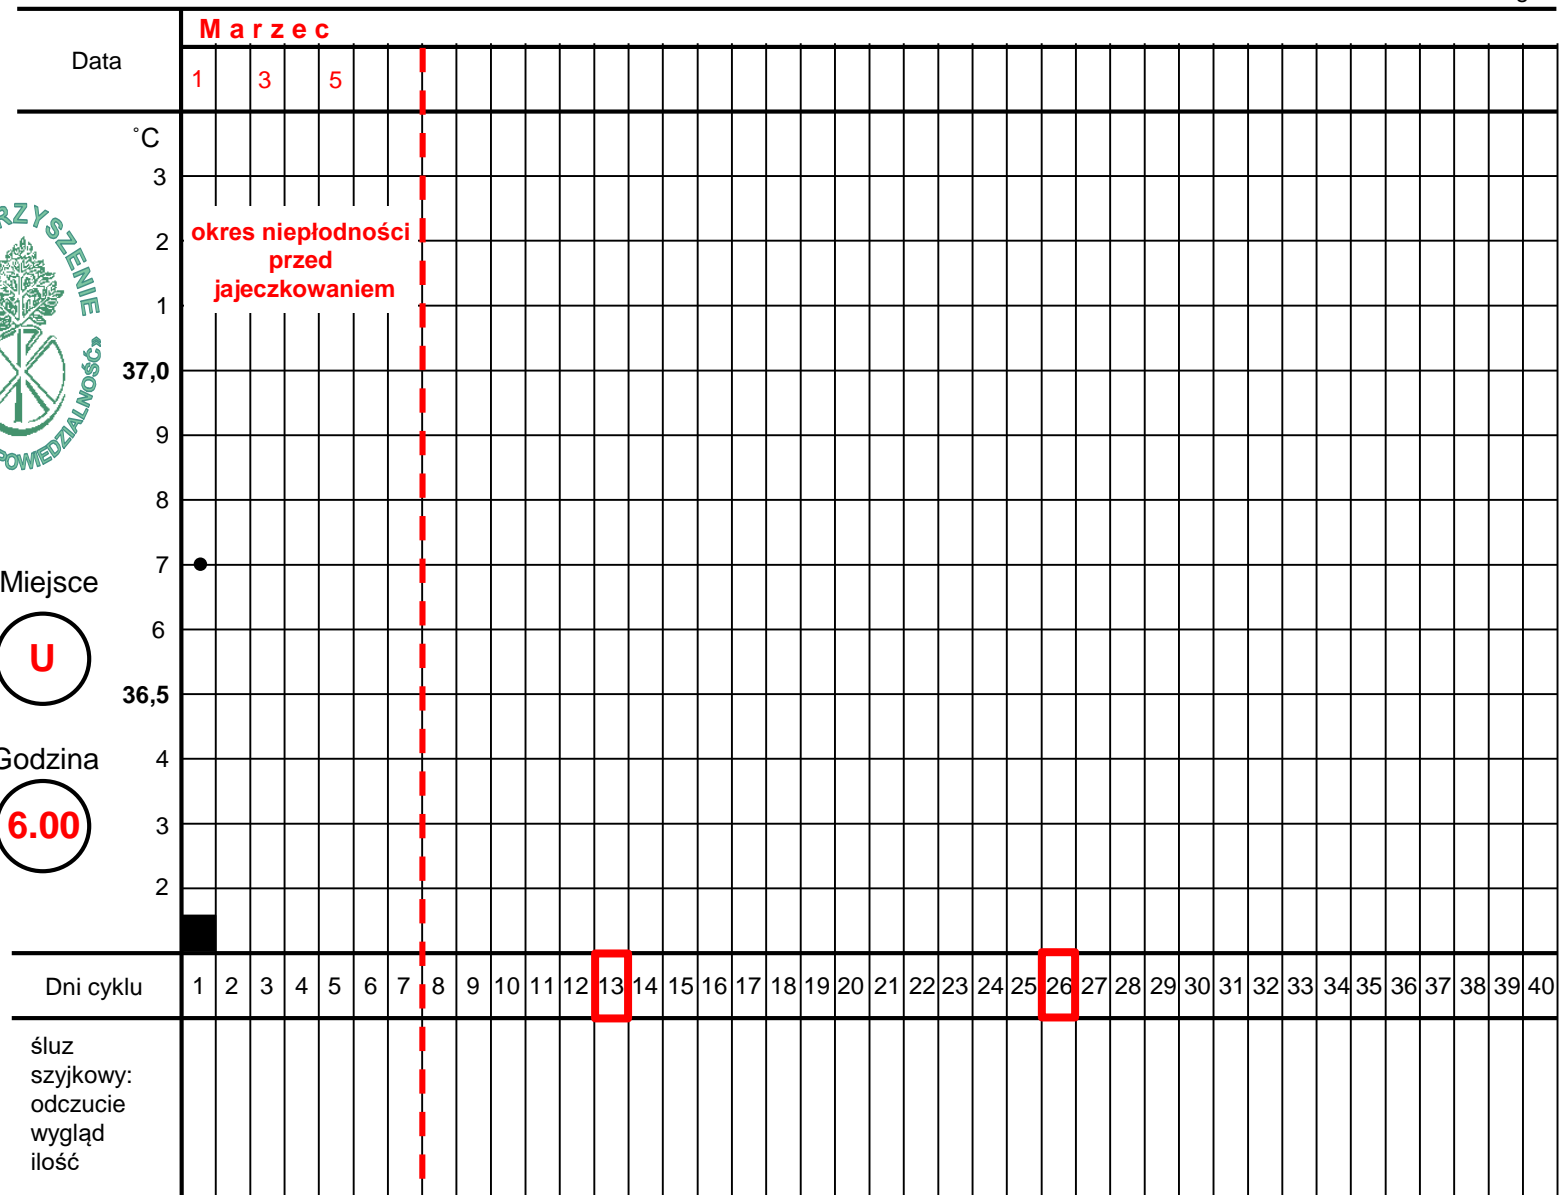 Marzec
Data
1 3 5
˚C
3
2
1
37,0
9
8
7
6
36,5
4
3
2
okres niepłodności
przed
jajeczkowaniem
Miejsce
U
Godzina
6.00
Dni cyklu 1 2 3 4 5 6 7 8 9 10 11 12 13 14 15 16 17 18 19 20 21 22 23 24 25 26 27 28 29 30 31 32 33 34 35 36 37 38 39 40
śluz
szyjkowy:
odczucie
wygląd
ilość